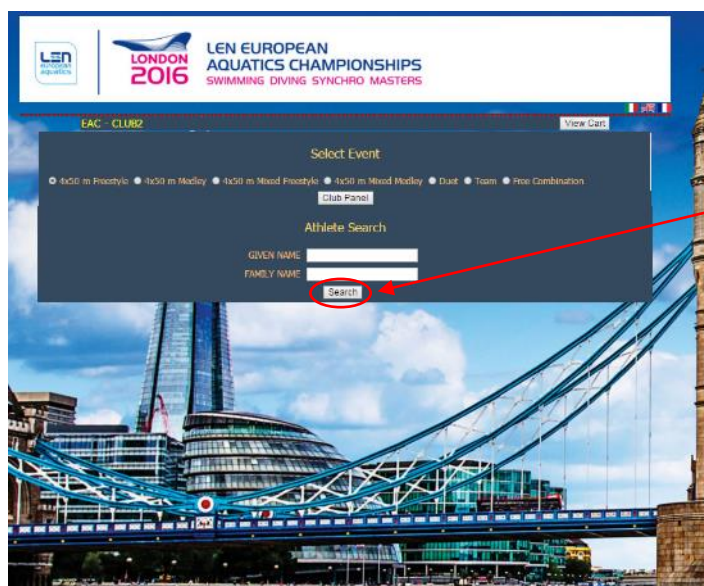 LEN
european
aquatics
LONDON
2016
LEN EUROPEAN
AQUATICS CHAMPIONSHIPS
SWIMMING DIVING SYNCHRO MASTERS
EAC - CLUB2
View Cart
Select Event
4x50 m Freestyle 4x50 m Medley 4x50 m Mixed Freestyle 4x50 m Mixed Medley Duet Team Free Combination
Club Panel
Athlete Search
GIVEN NAME
FAMILY NAME
Search